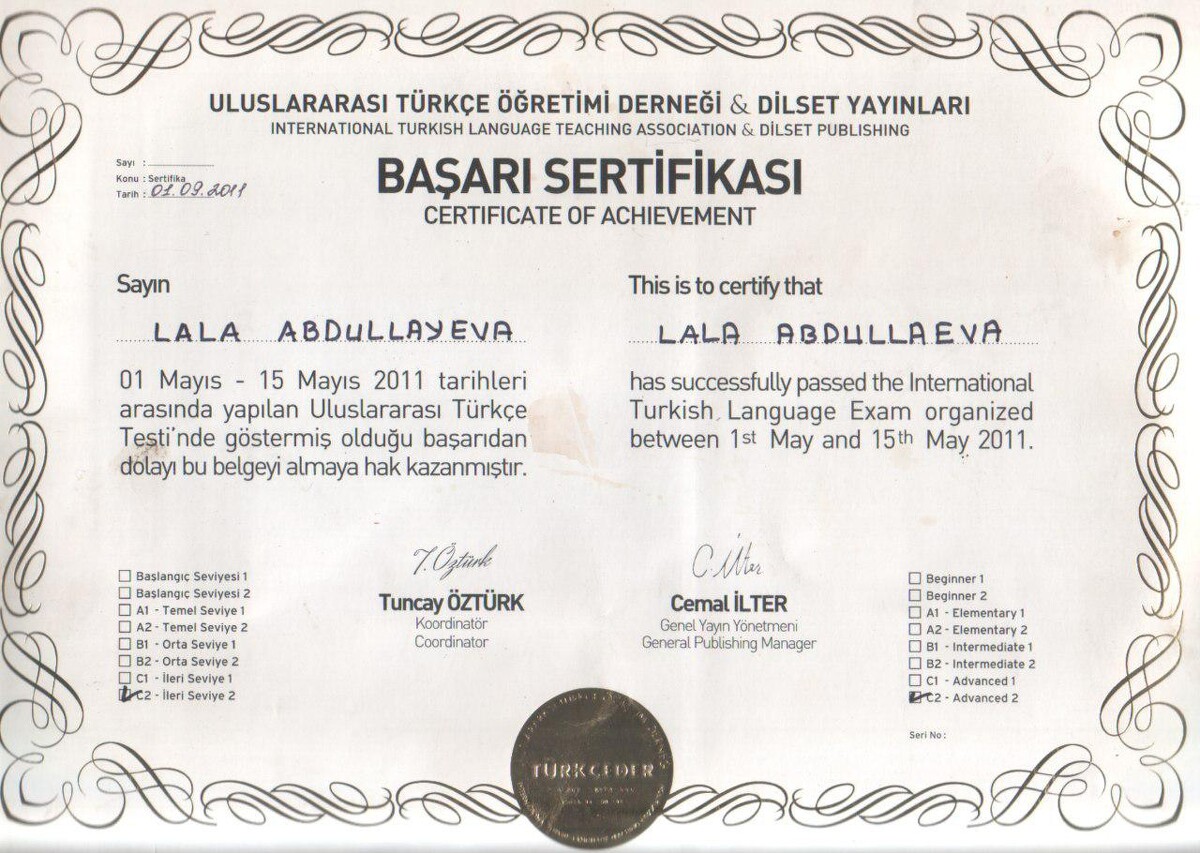 ULUSLARARASI TÜRKÇE ÖĞRETİMİ DERNEĞİ & DİLSET YAYINLARI
INTERNATIONAL TURKISH LANGUAGE TEACHING ASSOCIATION & DILSET PUBLISHING
Sayı :
Konu : Sertifika
Tarih : 01.09.2011
BAŞARI SERTİFİKASI
CERTIFICATE OF ACHIEVEMENT
Sayın
LALA ABDULLAYEVA
01 Mayıs - 15 Mayıs 2011 tarihleri
arasında yapılan Uluslararası Türkçe
Testi'nde göstermiş olduğu başarıdan
dolayı bu belgeyi almaya hak kazanmıştır.
This is to certify that
LALA ABDULLAEVA
has successfully passed the International
Turkish Language Exam organized
between 1st May and 15th May 2011.
Başlangıç Seviyesi 1
Başlangıç Seviyesi 2
A1 - Temel Seviye 1
A2 - Temel Seviye 2
B1 - Orta Seviye 1
B2 - Orta Seviye 2
C1 - İleri Seviye 1
C2 - İleri Seviye 2
T. Öztürk
Tuncay ÖZTÜRK
Koordinatör
Coordinator
C. İlter
Cemal İLTER
Genel Yayın Yönetmeni
General Publishing Manager
Beginner 1
Beginner 2
A1 - Elementary 1
A2 - Elementary 2
B1 - Intermediate 1
B2 - Intermediate 2
C1 - Advanced 1
C2 - Advanced 2
Seri No :
TÜRKÇEDER